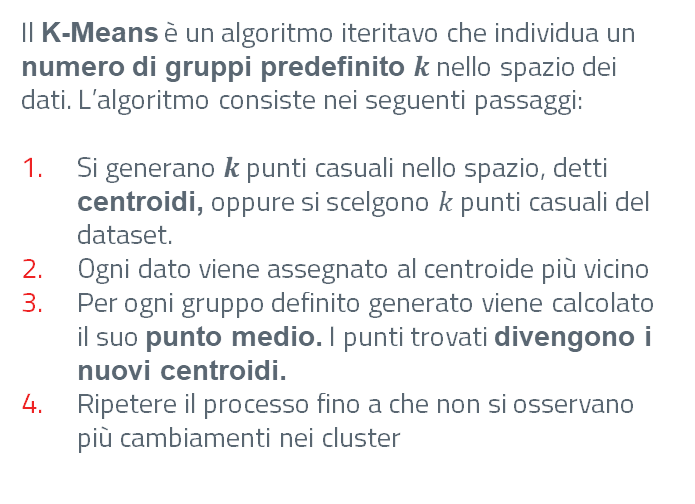 Il K-Means è un algoritmo iteritavo che individua un
numero di gruppi predefinito k nello spazio dei
dati. L’algoritmo consiste nei seguenti passaggi:
1. Si generano k punti casuali nello spazio, detti
centroidi, oppure si scelgono k punti casuali del
dataset.
2. Ogni dato viene assegnato al centroide più vicino
3. Per ogni gruppo definito generato viene calcolato
il suo punto medio. I punti trovati divengono i
nuovi centroidi.
4. Ripetere il processo fino a che non si osservano
più cambiamenti nei cluster